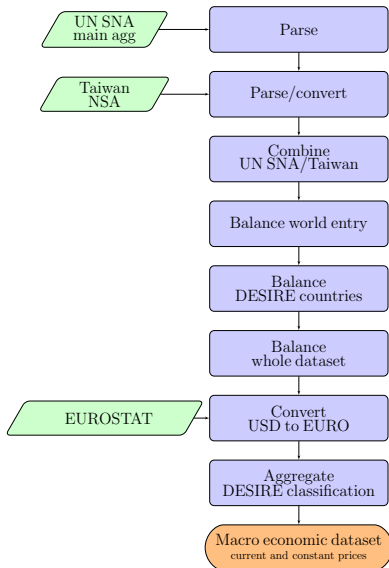 UN SNA
main agg
Parse
Taiwan
NSA
Parse/convert
Combine
UN SNA/Taiwan
Balance world entry
Balance
DESIRE countries
Balance
whole dataset
EUROSTAT
Convert
USD to EURO
Aggregate
DESIRE classification
Macro economic dataset
current and constant prices